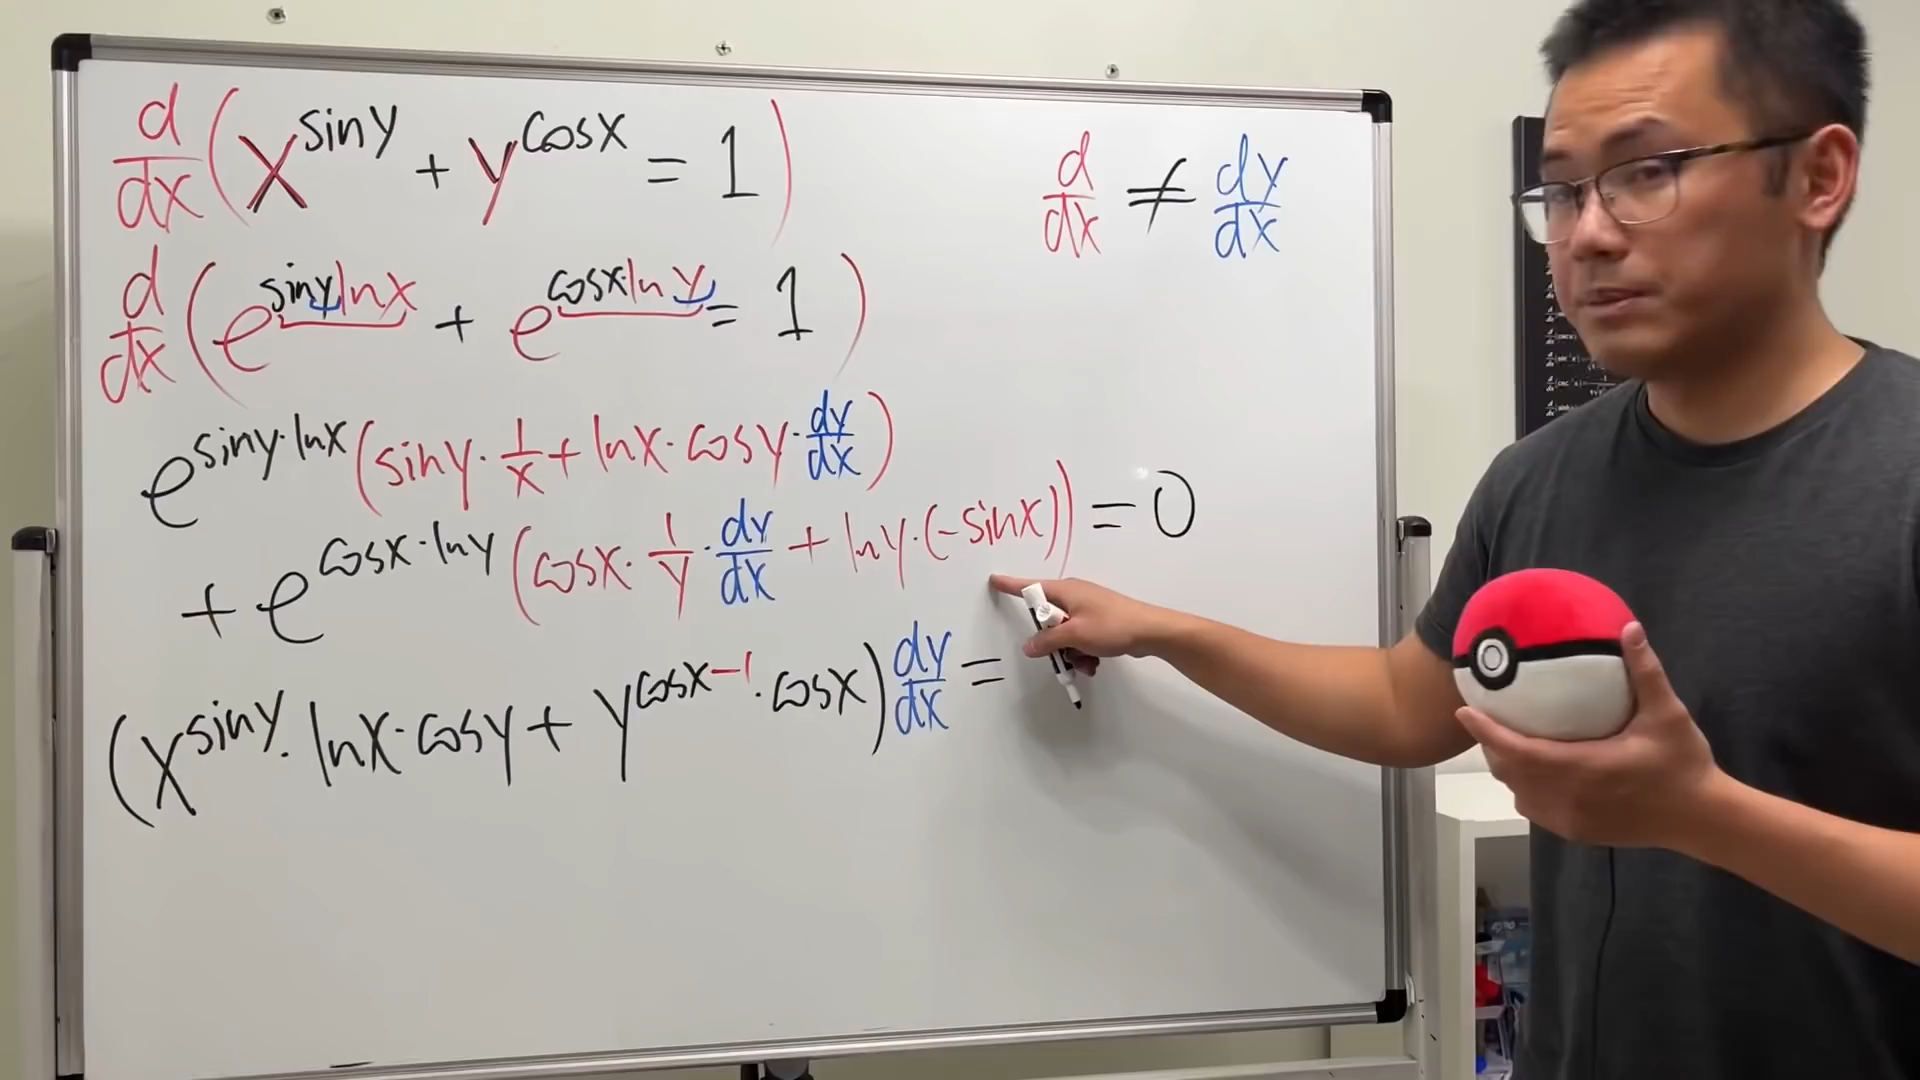 d/dx (x^siny + y^cosx = 1)
d/dx ≠ dy/dx
d/dx (e^siny lnx + e^cosx·lny = 1)
e^siny·lnx (siny · 1/x + lnx · cosy · dy/dx)
+ e^cosx·lny (cosx · 1/y · dy/dx + lny · (-sinx)) = 0
(x^siny · lnx · cosy + y^cosx-1 · cosx) dy/dx =